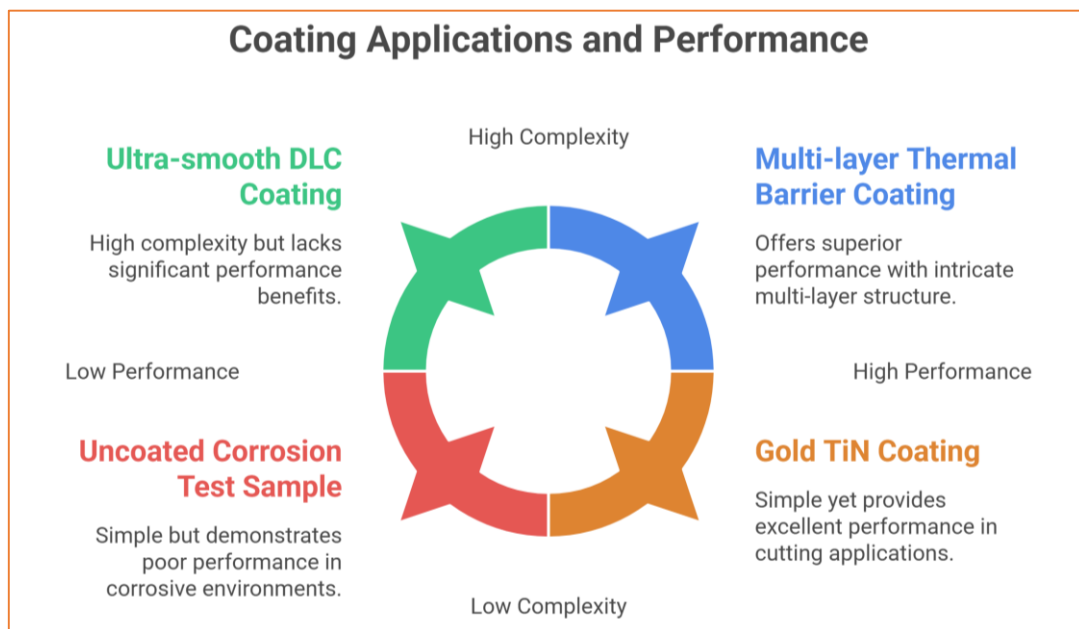 Coating Applications and Performance
High Complexity
Ultra-smooth DLC
Coating
High complexity but lacks
significant performance
benefits.
Multi-layer Thermal
Barrier Coating
Offers superior
performance with intricate
multi-layer structure.
Low Performance
High Performance
Uncoated Corrosion
Test Sample
Simple but demonstrates
poor performance in
corrosive environments.
Gold TiN Coating
Simple yet provides
excellent performance in
cutting applications.
Low Complexity